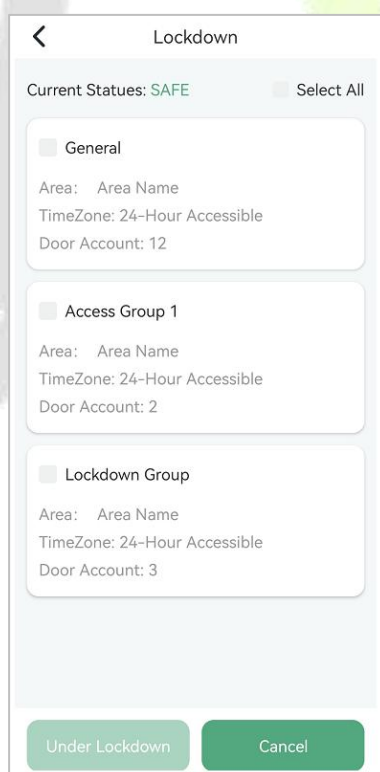 Lockdown
Current Statues: SAFE Select All
General
Area: Area Name
TimeZone: 24-Hour Accessible
Door Account: 12
Access Group 1
Area: Area Name
TimeZone: 24-Hour Accessible
Door Account: 2
Lockdown Group
Area: Area Name
TimeZone: 24-Hour Accessible
Door Account: 3
Under Lockdown Cancel